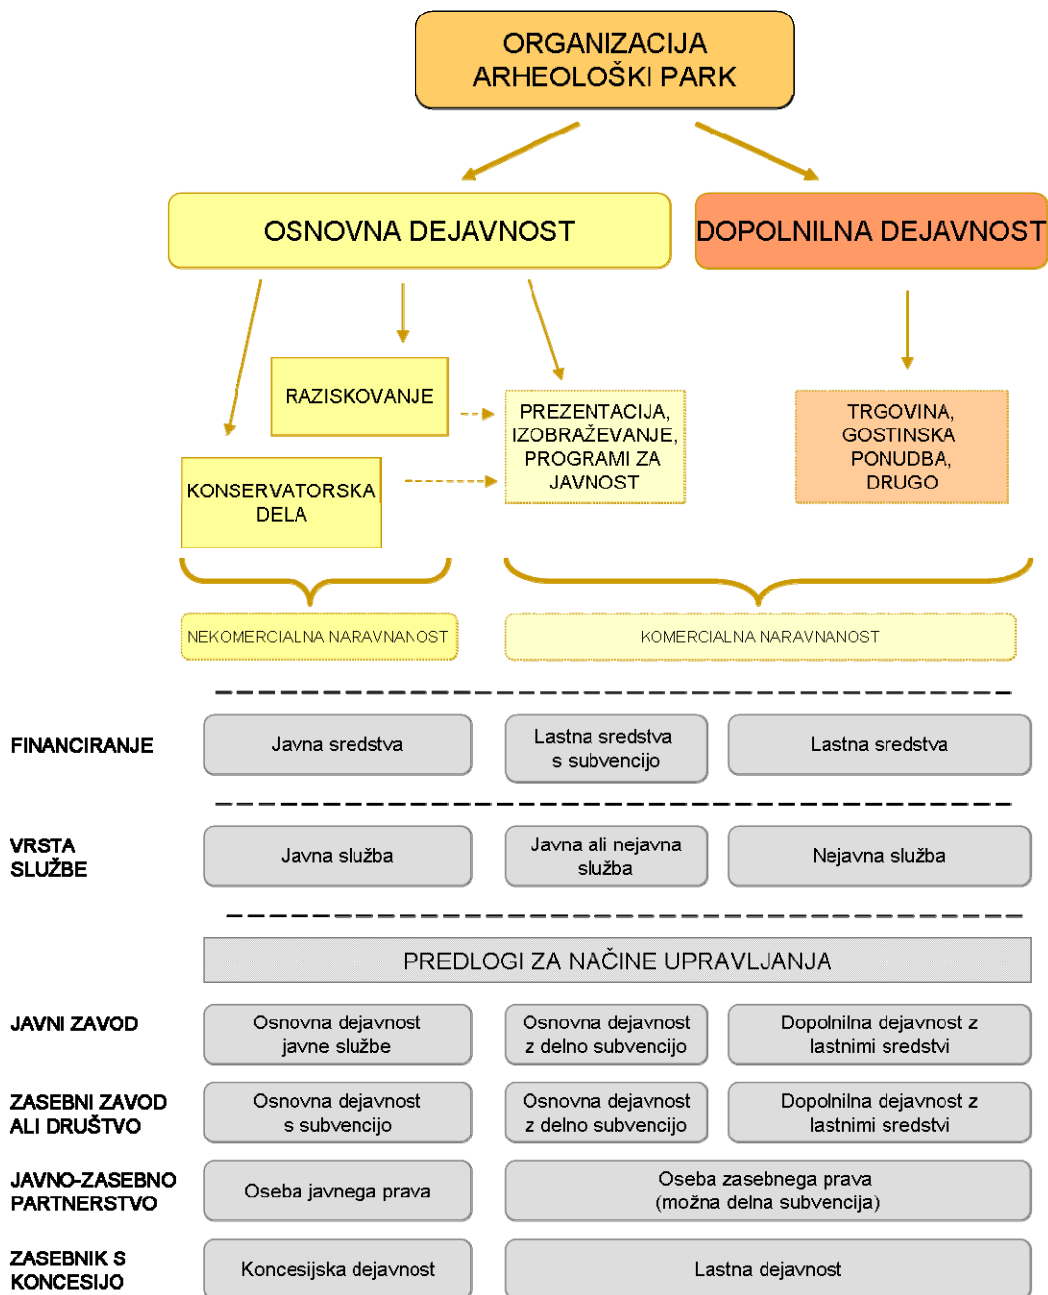 ORGANIZACIJA
ARHEOLOŠKI PARK
OSNOVNA DEJAVNOST
DOPOLNILNA DEJAVNOST
RAZISKOVANJE
KONSERVATORSKA
DELA
PREZENTACIJA,
IZOBRAŽEVANJE,
PROGRAMI ZA
JAVNOST
TRGOVINA,
GOSTINSKA
PONUDBA,
DRUGO
NEKOMERCIALNA NARAVNANOST
KOMERCIALNA NARAVNANOST
FINANCIRANJE
Javna sredstva
Lastna sredstva
s subvencijo
Lastna sredstva
VRSTA
SLUŽBE
Javna služba
Javna ali nejavna
služba
Nejavna služba
PREDLOGI ZA NAČINE UPRAVLJANJA
JAVNI ZAVOD
Osnovna dejavnost
javne službe
Osnovna dejavnost
z delno subvencijo
Dopolnilna dejavnost z
lastnimi sredstvi
ZASEBNI ZAVOD
ALI DRUŠTVO
Osnovna dejavnost
s subvencijo
Osnovna dejavnost
z delno subvencijo
Dopolnilna dejavnost z
lastnimi sredstvi
JAVNO-ZASEBNO
PARTNERSTVO
Oseba javnega prava
Oseba zasebnega prava
(možna delna subvencija)
ZASEBNIK S
KONCESIJO
Koncesijska dejavnost
Lastna dejavnost